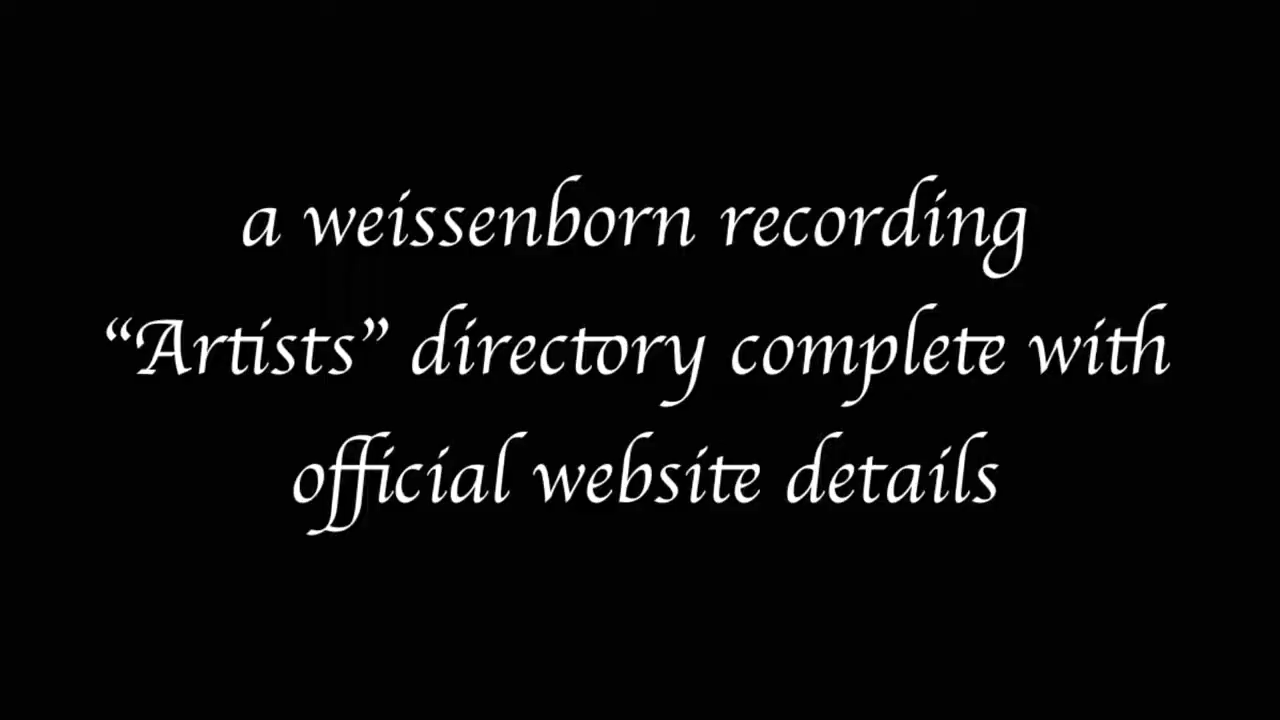 a weissenborn recording
“Artists” directory complete with
official website details